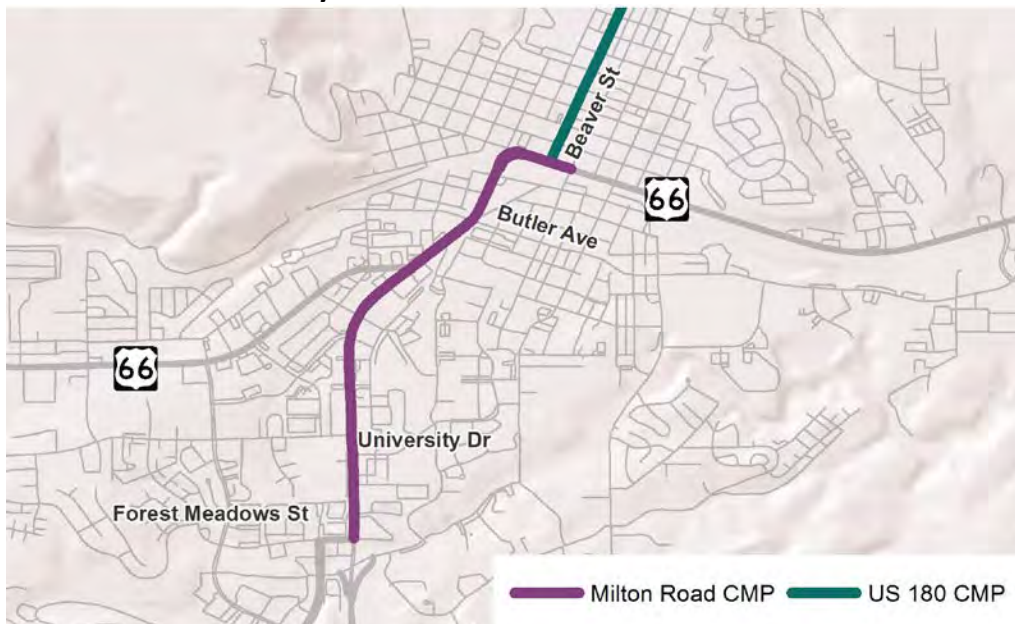 Beaver St
66
Butler Ave
66
University Dr
Forest Meadows St
Milton Road CMP
US 180 CMP